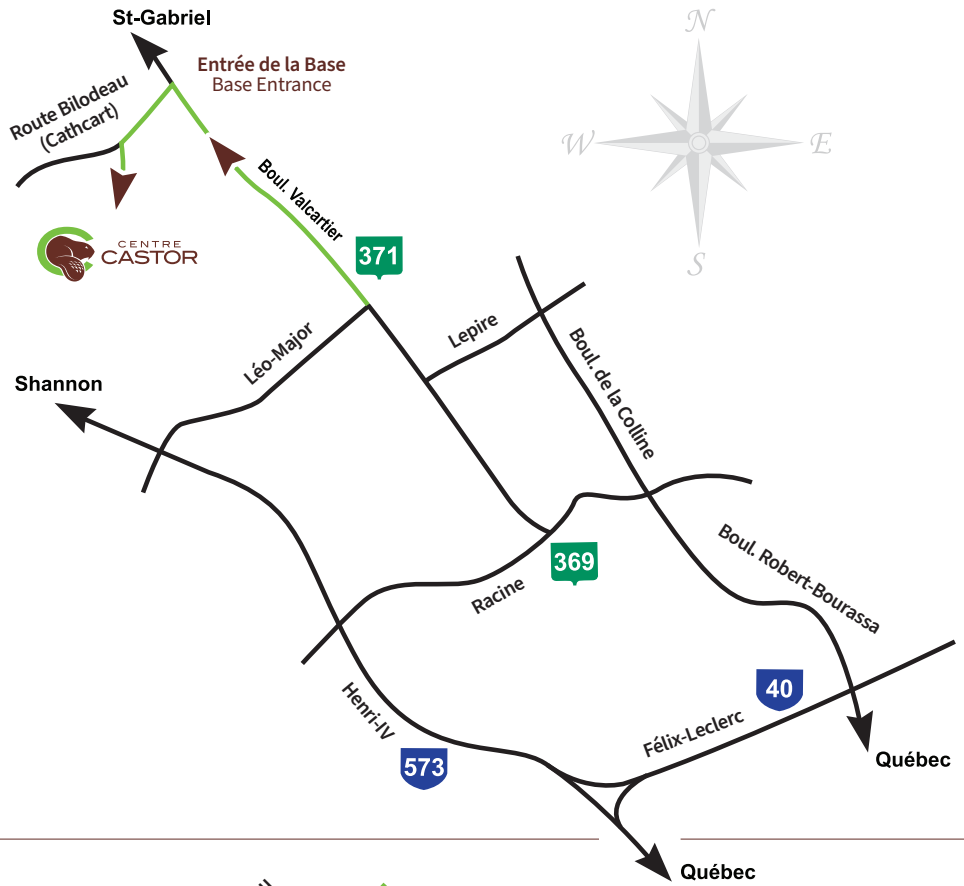 St-Gabriel
N
Entrée de la Base
Base Entrance
Route Bilodeau
(Cathcart)
W
E
Boul. Valcartier
CENTRE
CASTOR
371
S
Lepire
Léo-Major
Boul. de la Colline
Shannon
369
Racine
Boul. Robert-Bourassa
40
Henri-IV
Félix-Leclerc
573
Québec
Québec